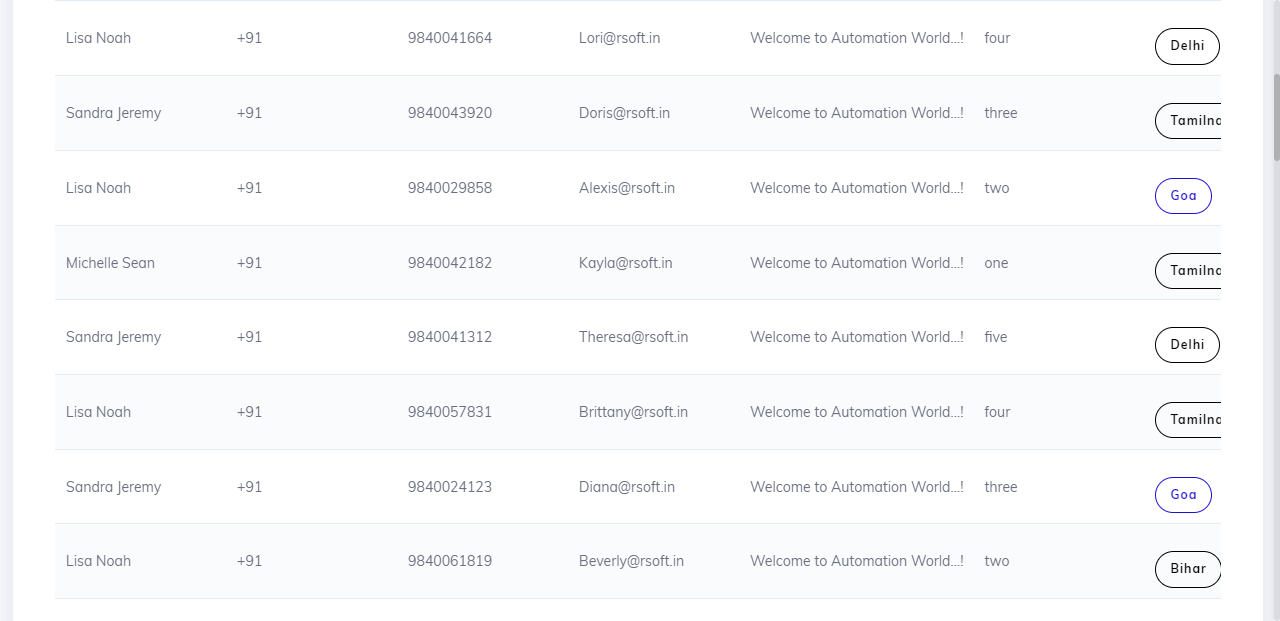 Lisa Noah +91 9840041664 Lori@rsoft.in Welcome to Automation World...! four Delhi
Sandra Jeremy +91 9840043920 Doris@rsoft.in Welcome to Automation World...! three Tamilna
Lisa Noah +91 9840029858 Alexis@rsoft.in Welcome to Automation World...! two Goa
Michelle Sean +91 9840042182 Kayla@rsoft.in Welcome to Automation World...! one Tamilna
Sandra Jeremy +91 9840041312 Theresa@rsoft.in Welcome to Automation World...! five Delhi
Lisa Noah +91 9840057831 Brittany@rsoft.in Welcome to Automation World...! four Tamilna
Sandra Jeremy +91 9840024123 Diana@rsoft.in Welcome to Automation World...! three Goa
Lisa Noah +91 9840061819 Beverly@rsoft.in Welcome to Automation World...! two Bihar